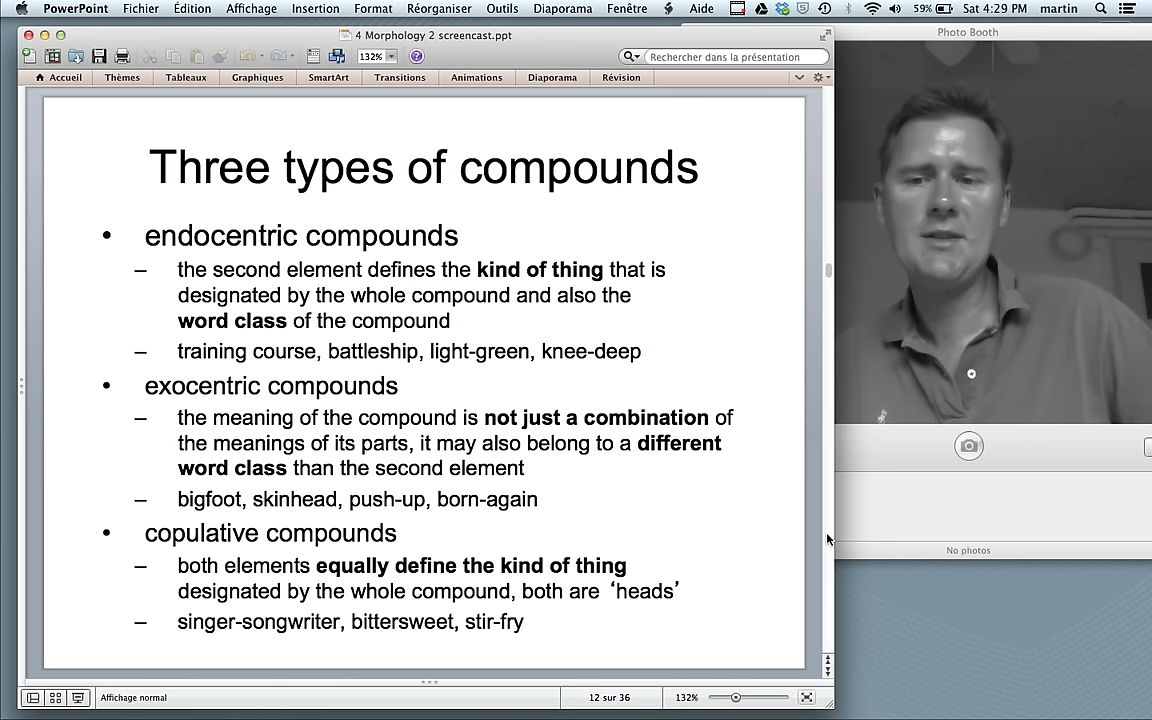 PowerPoint Fichier Édition Affichage Insertion Format Réorganiser Outils Diaporama Fenêtre Aide 59% Sat 4:29 PM martin
4 Morphology 2 screencast.ppt
Photo Booth
132% Rechercher dans la présentation
Accueil Thèmes Tableaux Graphiques SmartArt Transitions Animations Diaporama Révision
Three types of compounds
• endocentric compounds
– the second element defines the kind of thing that is
designated by the whole compound and also the
word class of the compound
– training course, battleship, light-green, knee-deep
• exocentric compounds
– the meaning of the compound is not just a combination of
the meanings of its parts, it may also belong to a different
word class than the second element
– bigfoot, skinhead, push-up, born-again
• copulative compounds
– both elements equally define the kind of thing
designated by the whole compound, both are ‘heads’
– singer-songwriter, bittersweet, stir-fry
No photos
Affichage normal 12 sur 36 132%